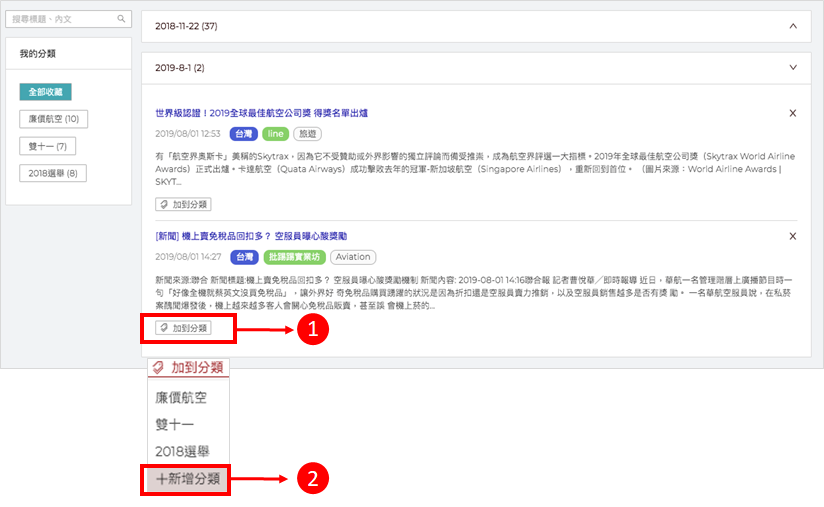 搜尋標題、內文
我的分類
全部收藏
廉價航空 (10)
雙十一 (7)
2018選舉 (8)
2018-11-22 (37)
2019-8-1 (2)
世界級認證！2019全球最佳航空公司獎 得獎名單出爐
X
2019/08/01 12:53 台灣 line 旅遊
有「航空界奧斯卡」美稱的Skytrax，因為它不受贊助或外界影響的獨立評論而備受推崇，成為航空界評選一大指標。2019年全球最佳航空公司獎（Skytrax World Airline
Awards）正式出爐。卡達航空（Quata Airways）成功擊敗去年的冠軍-新加坡航空（Singapore Airlines），重新回到首位。 （圖片來源：World Airline Awards |
SKYT...
加到分類
[新聞] 機上賣免稅品回扣多？ 空服員曝心酸獎勵
X
2019/08/01 14:27 台灣 批踢踢實業坊 Aviation
新聞來源:聯合 新聞標題:機上賣免稅品回扣多？ 空服員曝心酸獎勵機制 新聞內容: 2019-08-01 14:16聯合報 記者曹悅華／即時報導 近日，華航一名管理階層上廣播節目時一
句「好像全機就蔡英文沒買免稅品」，讓外界好 奇免稅品購買踴躍的狀況是因為折扣還是空服員賣力推銷，以及空服員銷售越多是否有獎 勵。 一名華航空服員說，在私菸
案醜聞爆發後，機上越來越多客人會關心免稅品販賣，甚至誤 會機上菸的...
加到分類
1
加到分類
廉價航空
雙十一
2018選舉
＋新增分類
2